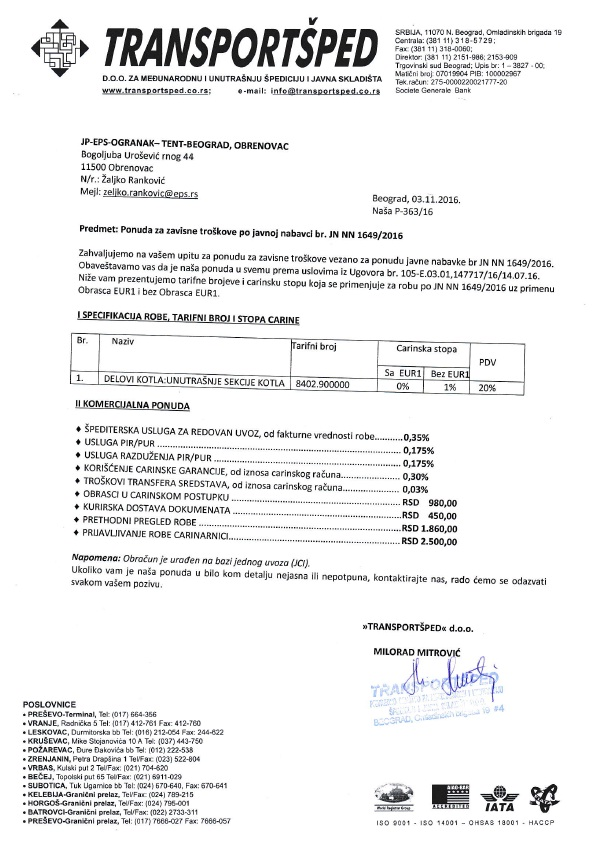 TRANSPORTŠPED
D.O.O. ZA MEĐUNARODNU I UNUTRAŠNJU ŠPEDICIJU I JAVNA SKLADIŠTA
www.transportsped.co.rs; e-mail: info@transportsped.co.rs
SRBIJA, 11070 N. Beograd, Omladinskih brigada 19
Centrala: (381 11) 318-5729;
Fax: (381 11) 318-0060;
Direktor: (381 11) 2151-986; 2153-909
Trgovinski sud Beograd; Upis br: 1 – 3827 - 00;
Matični broj: 07019904 PIB: 100002967
Tek.račun: 275-0000220021777-20
Societe Generale Bank
JP-EPS-OGRANAK– TENT-BEOGRAD, OBRENOVAC
Bogoljuba Urošević rnog 44
11500 Obrenovac
N/r.: Žaljko Ranković
Mejl: zeljko.rankovic@eps.rs
Beograd, 03.11.2016.
Naša P-363/16
Predmet: Ponuda za zavisne troškove po javnoj nabavci br. JN NN 1649/2016
Zahvaljujemo na vašem upitu za ponudu za zavisne troškove vezano za ponudu javne nabavke br JN NN 1649/2016.
Obaveštavamo vas da je naša ponuda u svemu prema uslovima iz Ugovora br. 105-E.03.01,147717/16/14.07.16.
Niže vam prezentujemo tarifne brojeve i carinsku stopu koja se primenjuje za robu po JN NN 1649/2016 uz primenu
Obrasca EUR1 i bez Obrasca EUR1.
I SPECIFIKACIJA ROBE, TARIFNI BROJ I STOPA CARINE
Br. Naziv Tarifni broj Carinska stopa PDV
Sa EUR1 Bez EUR1
1. DELOVI KOTLA:UNUTRAŠNJE SEKCIJE KOTLA 8402.900000 0% 1% 20%
II KOMERCIJALNA PONUDA
♦ ŠPEDITERSKA USLUGA ZA REDOVAN UVOZ, od fakturne vrednosti robe..........0,35%
♦ USLUGA PIR/PUR ..........0,175%
♦ USLUGA RAZDUŽENJA PIR/PUR ..........0,175%
♦ KORIŠĆENJE CARINSKE GARANCIJE, od iznosa carinskog računa..........0,30%
♦ TROŠKOVI TRANSFERA SREDSTAVA, od iznosa carinskog računa..........0,03%
♦ OBRASCI U CARINSKOM POSTUPKU ..........RSD 980,00
♦ KURIRSKA DOSTAVA DOKUMENATA ..........RSD 450,00
♦ PRETHODNI PREGLED ROBE ..........RSD 1.860,00
♦ PRIJAVLJIVANJE ROBE CARINARNICI..........RSD 2.500,00
Napomena: Obračun je urađen na bazi jednog uvoza (JCI).
Ukoliko vam je naša ponuda u bilo kom detalju nejasna ili nepotpuna, kontaktirajte nas, rado ćemo se odazvati
svakom vašem pozivu.
»TRANSPORTŠPED« d.o.o.
MILORAD MITROVIĆ
TRANSPORTŠPED
BEOGRAD, Omladinskih brigada 19 #4
POSLOVNICE
• PREŠEVO-Terminal, Tel: (017) 664-356
• VRANJE, Radnička 5 Tel: (017) 412-761 Fax: 412-760
• LESKOVAC, Durmitorska bb Tel: (016) 212-054 Fax: 244-622
• KRUŠEVAC, Mike Stojanovića 10 A Tel: (037) 443-750
• POŽAREVAC, Đure Đakovića bb Tel: (012) 222-538
• ZRENJANIN, Petra Drapšina 1 Tel/Fax: (023) 522-604
• VRBAS, Kulski put 2 Tel/Fax: (021) 704-620
• BEČEJ, Topolski put 65 Tel/Fax: (021) 6911-029
• SUBOTICA, Tuk Ugarnice bb Tel: (024) 670-640, Fax: 670-641
• KELEBIJA-Granični prelaz, Tel/Fax: (024) 789-215
• HORGOŠ-Granični prelaz, Tel/Fax: (024) 795-001
• BATROVCI-Granični prelaz, Tel/Fax: (022) 2733-311
• PREŠEVO-Granični prelaz, Tel: (017) 7666-027 Fax: 7666-057
World Registrar Group
ACCREDITED
IATA
ISO 9001 - ISO 14001 – OHSAS 18001 - HACCP